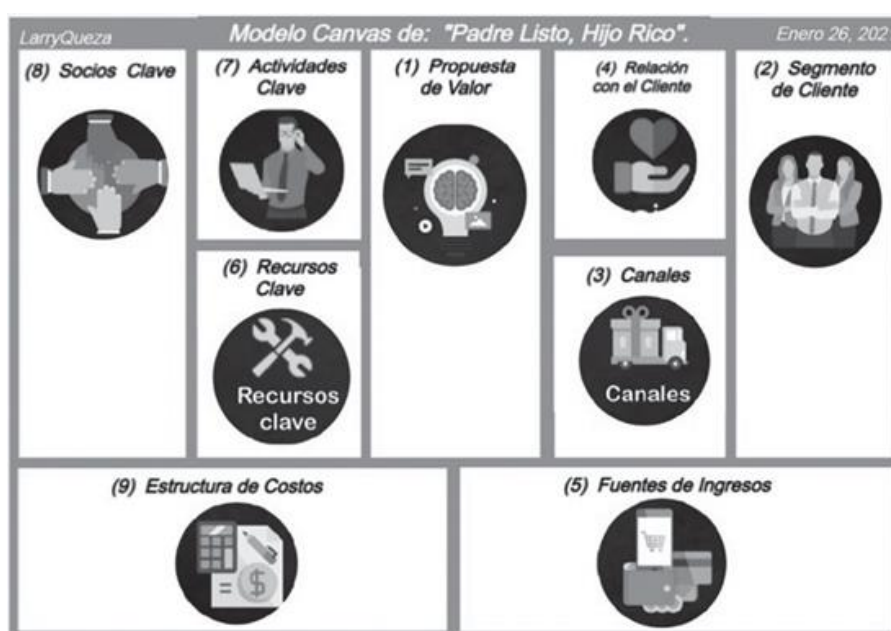 LarryQueza
Modelo Canvas de: "Padre Listo, Hijo Rico".
Enero 26, 202
(8) Socios Clave
(7) Actividades
Clave
(1) Propuesta
de Valor
(4) Relación
con el Cliente
(2) Segmento
de Cliente
(6) Recursos
Clave
Recursos
clave
(3) Canales
Canales
(9) Estructura de Costos
=
$
(5) Fuentes de Ingresos